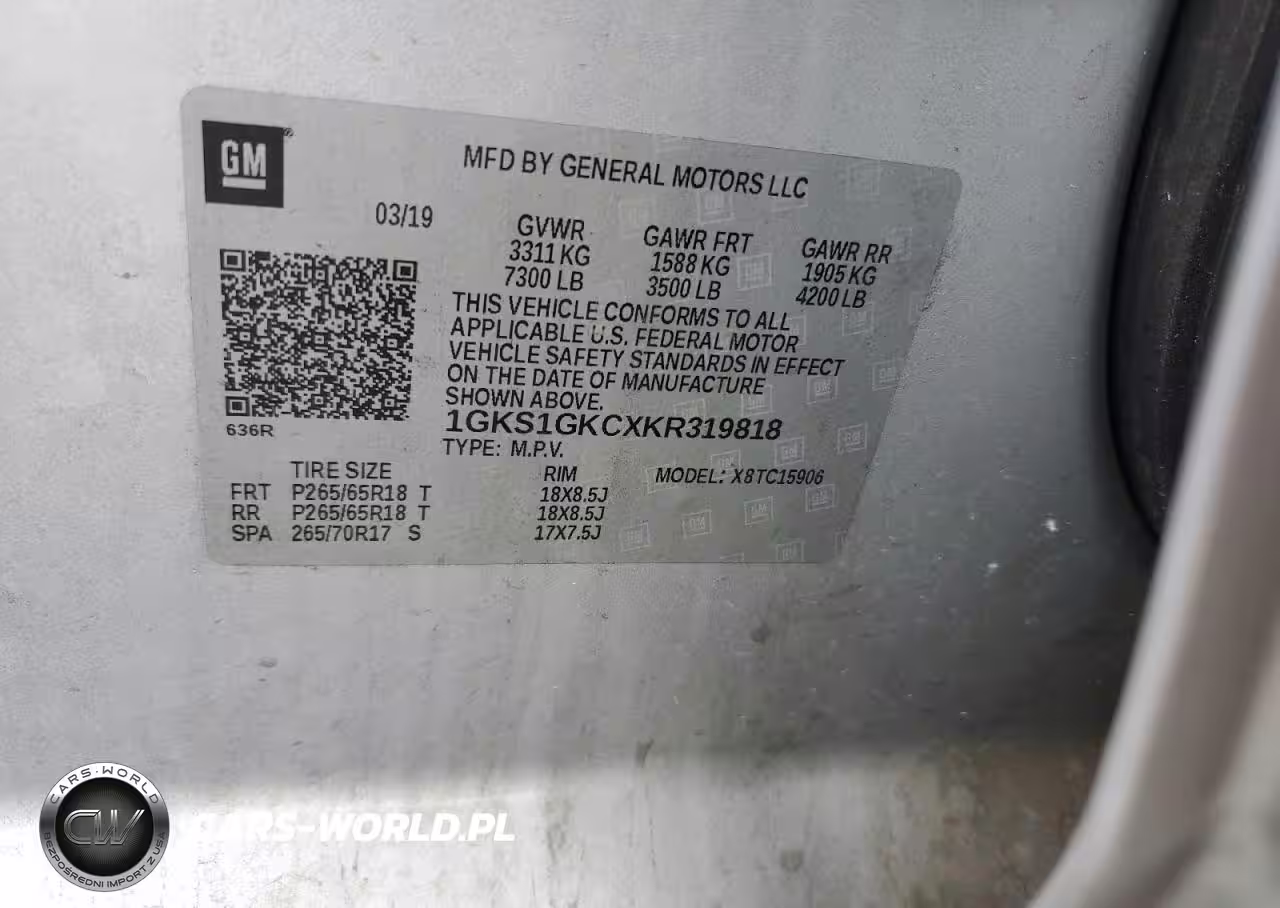 GM®
MFD BY GENERAL MOTORS LLC
03/19
GVWR GAWR FRT GAWR RR
3311 KG 1588 KG 1905 KG
7300 LB 3500 LB 4200 LB
THIS VEHICLE CONFORMS TO ALL
APPLICABLE U.S. FEDERAL MOTOR
VEHICLE SAFETY STANDARDS IN EFFECT
ON THE DATE OF MANUFACTURE
SHOWN ABOVE.
636R
1GKS1GKCXKR319818
TYPE: M.P.V.
TIRE SIZE RIM MODEL: X8TC15906
FRT P265/65R18 T 18X8.5J
RR P265/65R18 T 18X8.5J
SPA 265/70R17 S 17X7.5J
CARS-WORLD
CW
BEZPOŚREDNI IMPORT Z USA
CARS-WORLD.PL